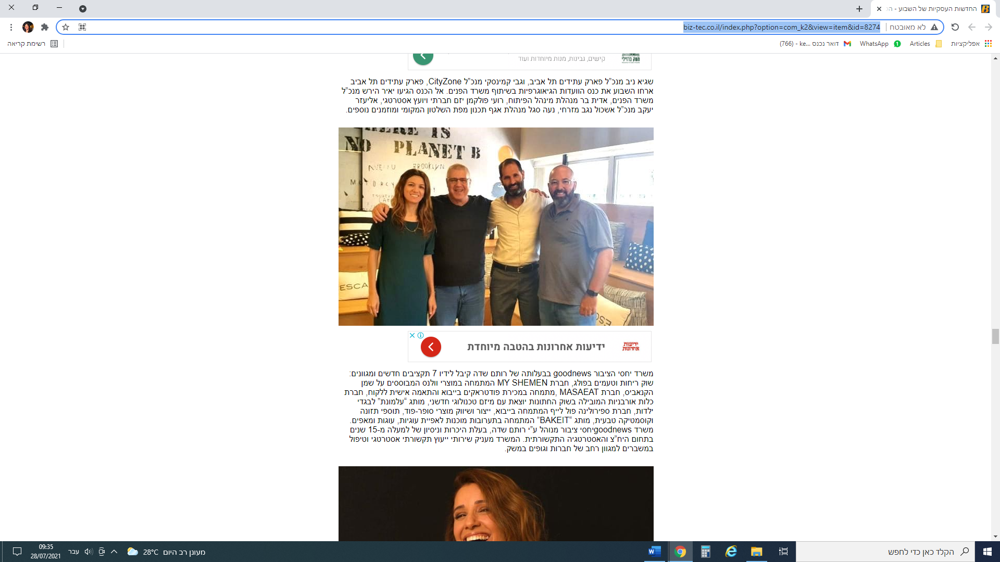 החדשות העסקיות של השבוע - הכ
biz-tec.co.il/index.php?option=com_k2&view=item&id=8274
לא מאובטח
אפליקציות
Articles
WhatsApp
דואר נכנס ...ke - (766)
רשימת קריאה
קישים, גבינות, מנות מיוחדות ועוד
שגיא ניב מנכ"ל פארק עתידים תל אביב, וגבי קמינסקי מנכ"ל CityZone, פארק עתידים תל אביב
ארחו השבוע את כנס הוועדות הגיאוגרפיות בשיתוף משרד הפנים. אל הכנס הגיעו יאיר הירש מנכ"ל
משרד הפנים, אדית בר מנהלת מינהל הפיתוח, רועי פולקמן יזם חברתי ויועץ אסטרטגי, אליעזר
יעקב מנכ"ל אשכול נגב מזרחי, נעה סגל מנהלת אגף תכנון מפת השלטון המקומי ומוזמנים נוספים.
THERE IS
NO PLANET B
BROOKLYN
ESCA
ידיעות אחרונות
ידיעות אחרונות בהטבה מיוחדת
משרד יחסי הציבור goodnews בבעלותה של רותם שדה קיבל לידיו 7 תקציבים חדשים ומגוונים:
שוק ריחות וטעמים בפולג, חברת MY SHEMEN המתמחה במוצרי וולנס המבוססים על שמן
הקנאביס, חברת MASAEAT ,מתמחה במכירת פודטראקים בייבוא והתאמה אישית ללקוח, חברת
כלות אורבניות המובילה בשוק החתונות יוצאת עם מיזם טכנולוגי חדשני, מותג "עלמונת" לבגדי
ילדות, חברת ספירולינה פול לייף המתמחה בייבוא, ייצור ושיווק מוצרי סופר-פוד, תוספי תזונה
וקוסמטיקה טבעית, מותג "BAKEIT" המתמחה בתערובות מוכנות לאפיית עוגיות, עוגות ומאפים.
משרד goodnewsיחסי ציבור מנוהל ע"י רותם שדה, בעלת היכרות וניסיון של למעלה מ-15 שנים
בתחום היח"צ והאסטרטגיה התקשורתית. המשרד מעניק שירותי ייעוץ תקשורתי אסטרטגי וטיפול
במשברים למגוון רחב של חברות וגופים במשק.
הקלד כאן כדי לחפש
28°C מעונן רב היום
עבר
09:35
28/07/2021